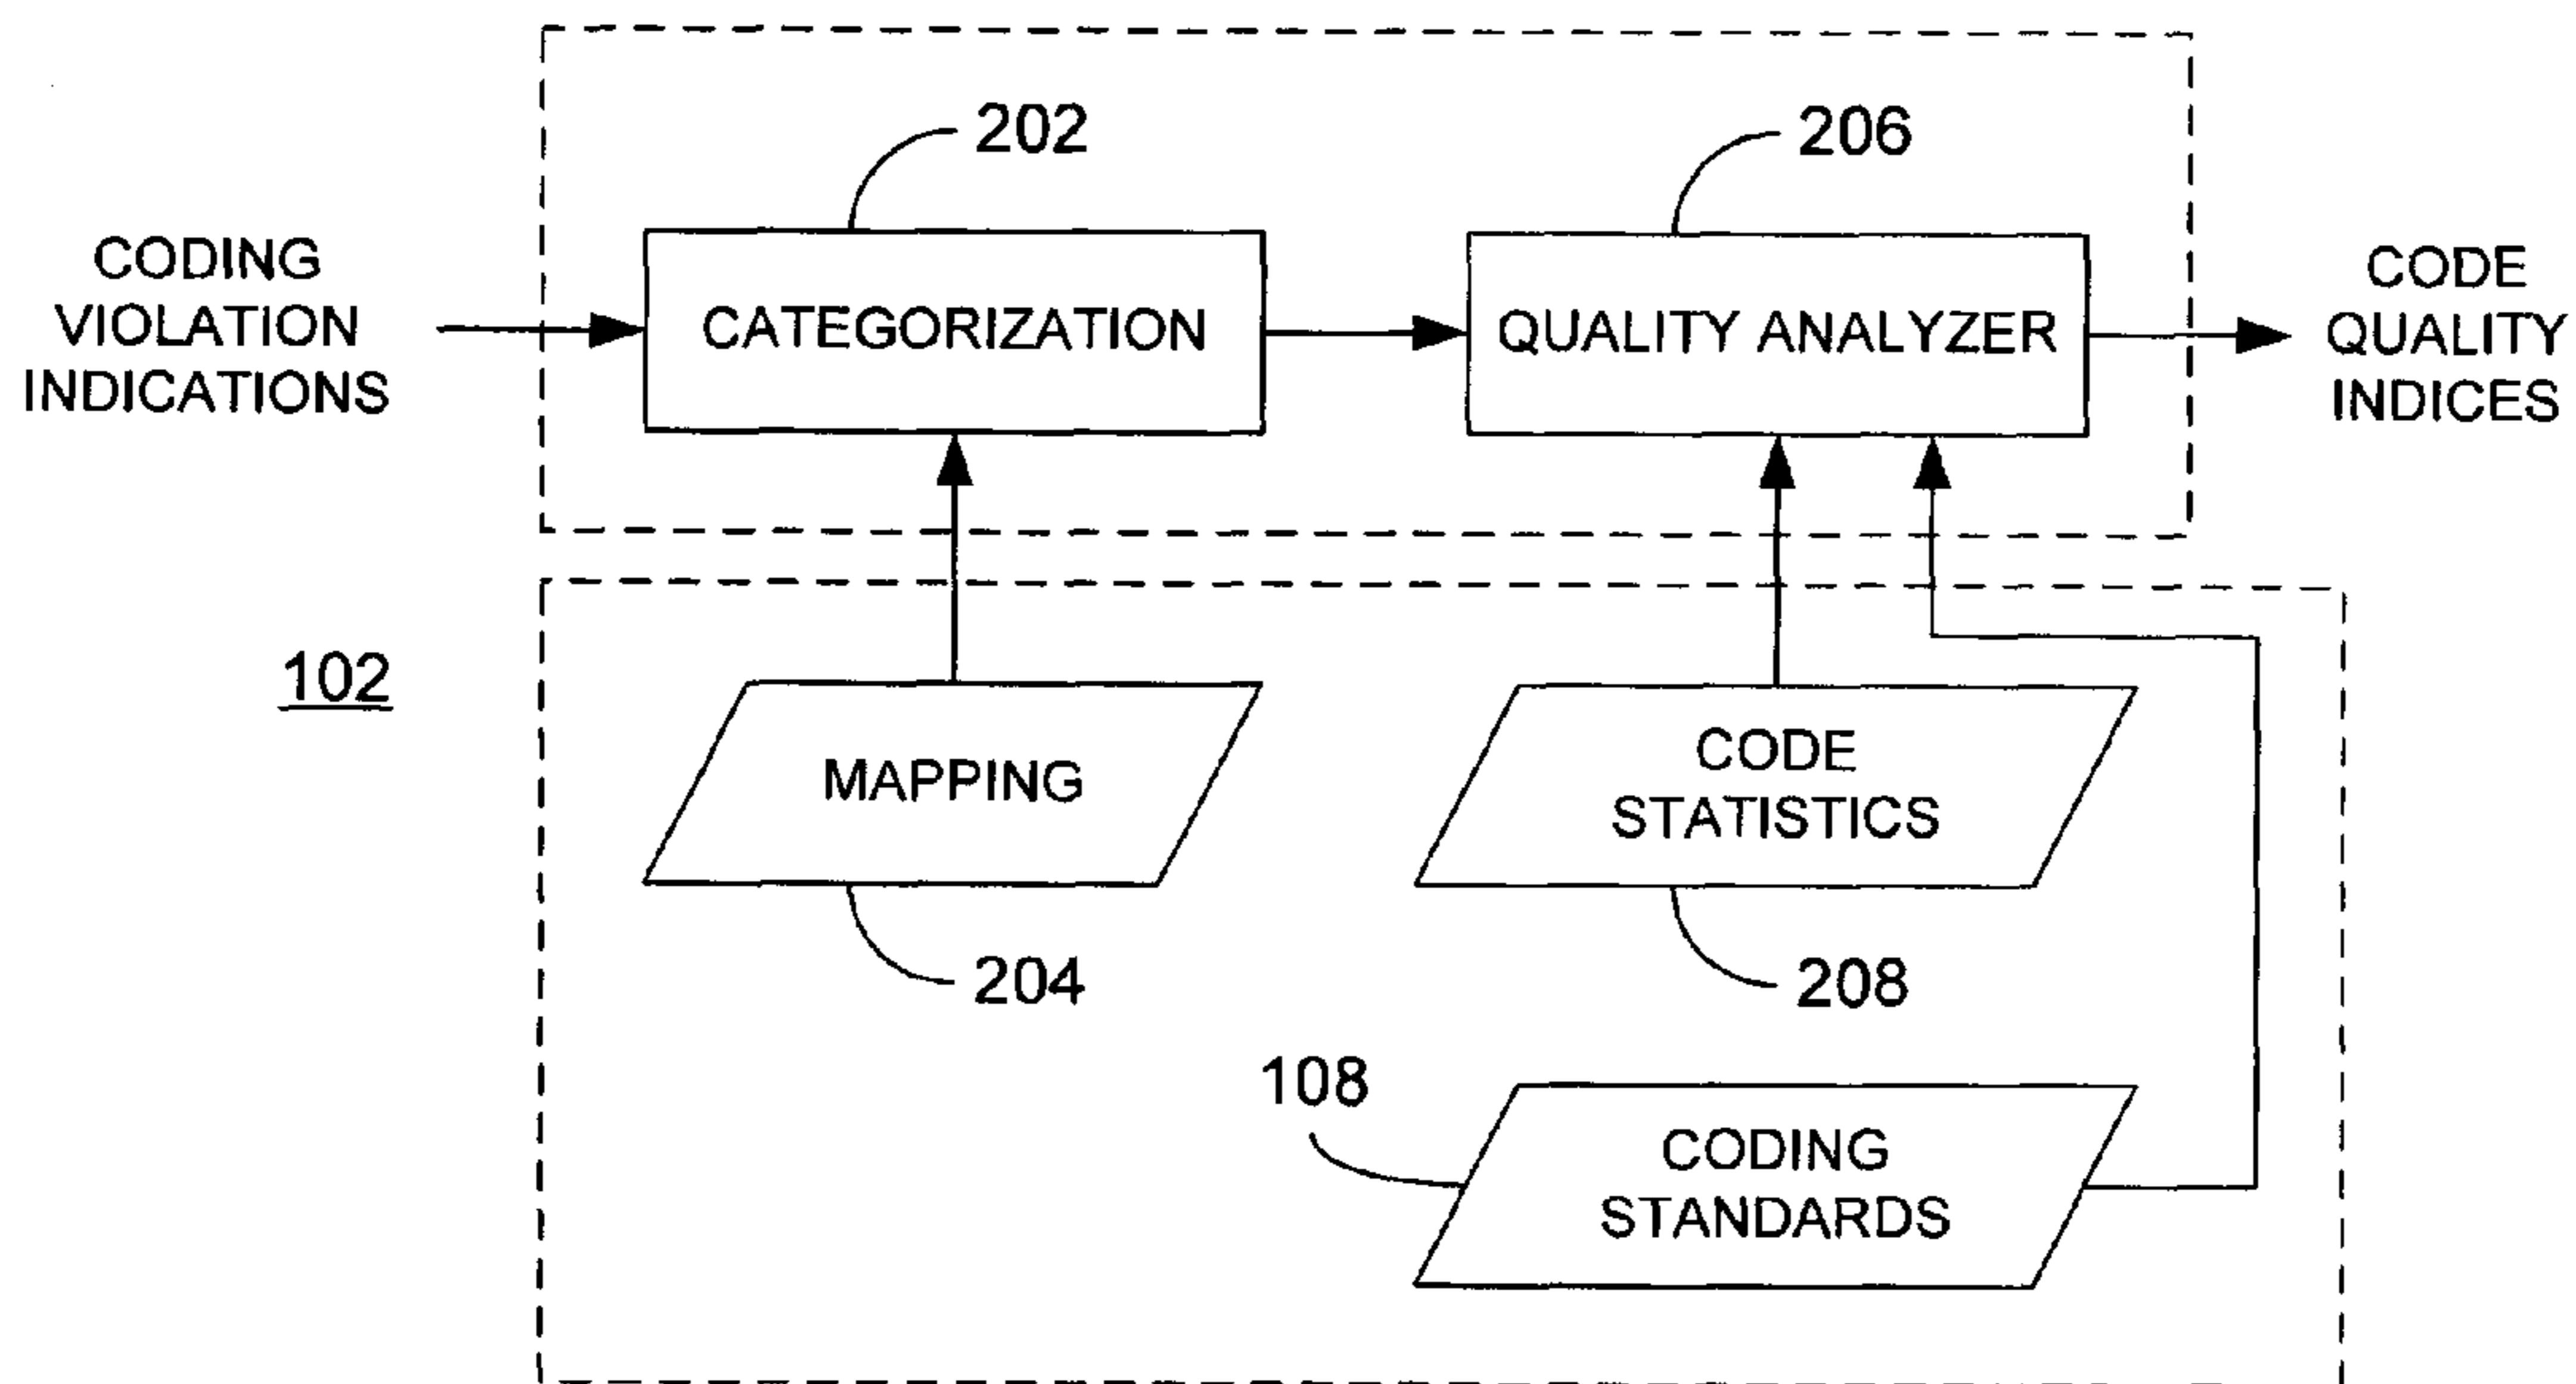 202
206
CODING
VIOLATION
INDICATIONS
CATEGORIZATION
QUALITY ANALYZER
CODE
QUALITY
INDICES
102
MAPPING
CODE
STATISTICS
204
208
108
CODING
STANDARDS